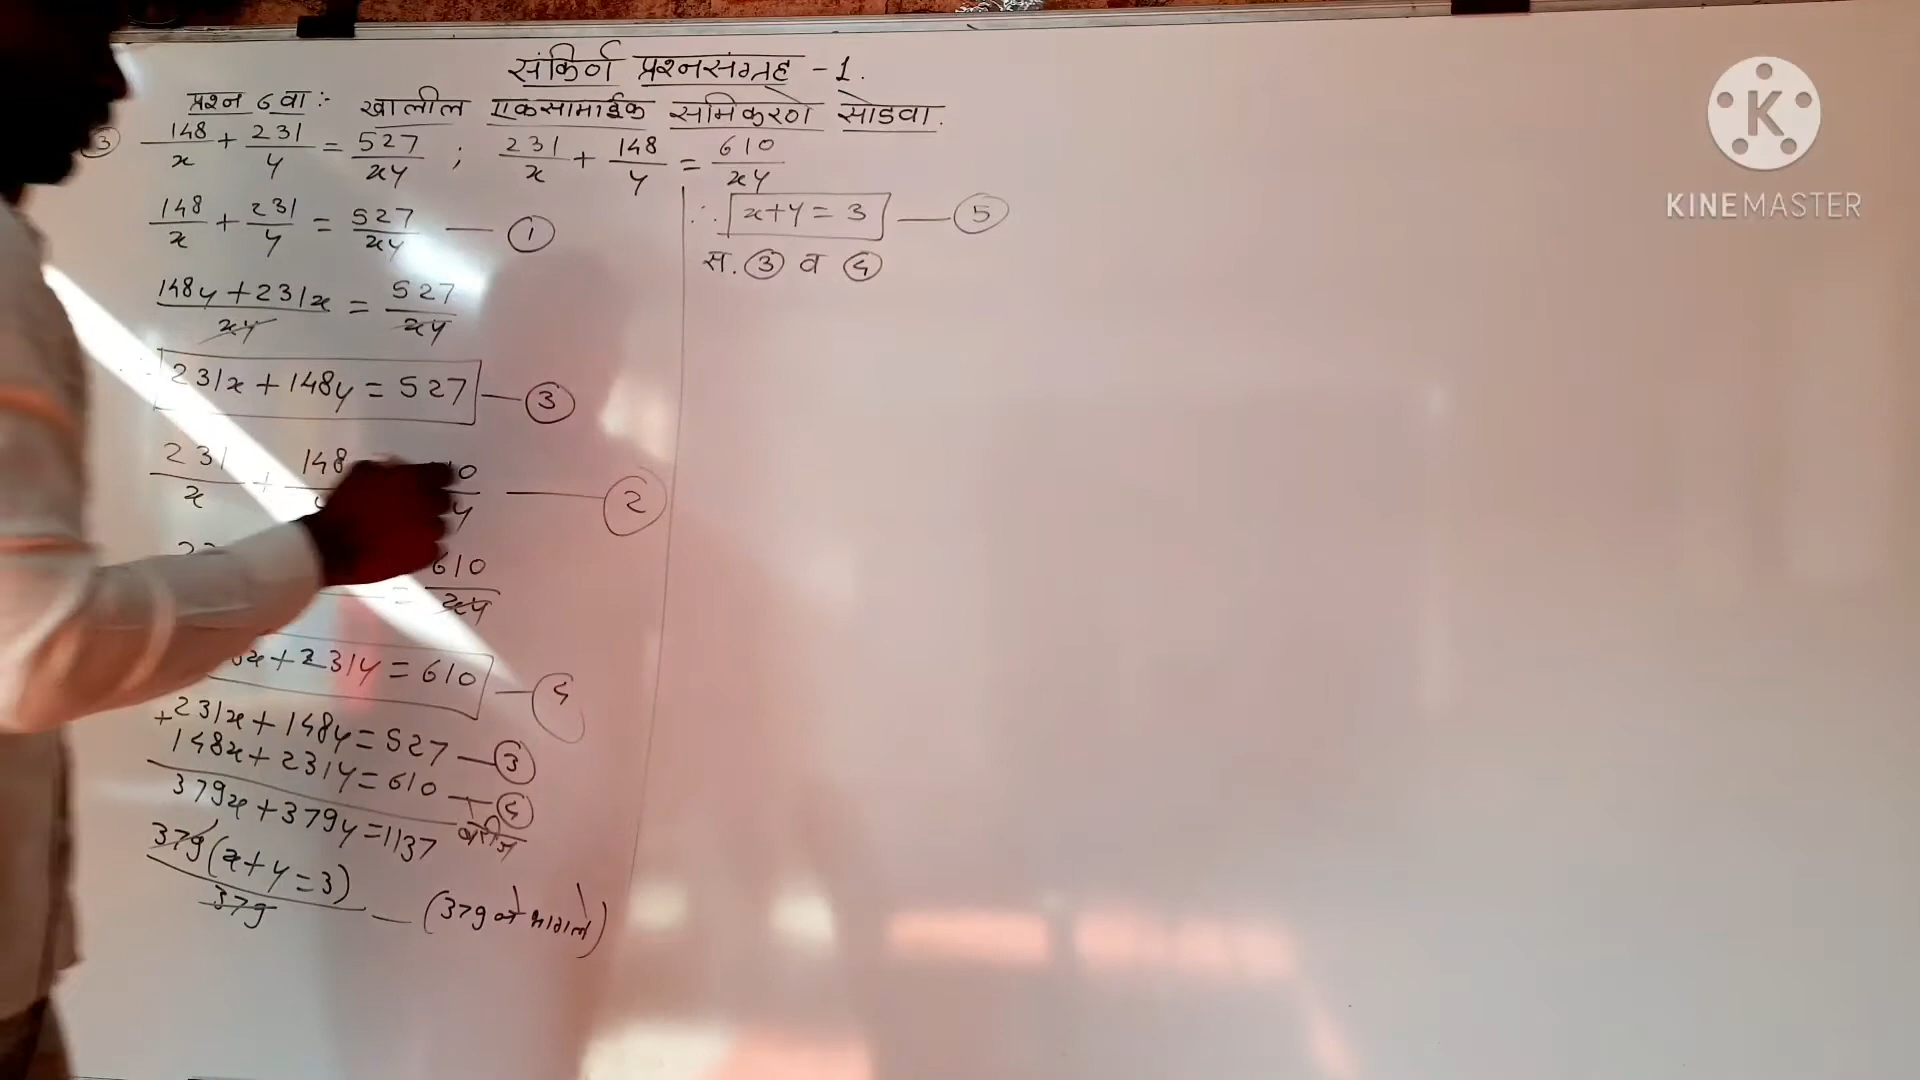 संकिर्ण प्रश्नसंग्रह - 1.
प्रश्न 6 वा :- खालील एकसामाईक समिकरणे सोडवा.
③ 148/x + 231/y = 527/xy ; 231/x + 148/y = 610/xy
148/x + 231/y = 527/xy — ①
148y + 231x / xy = 527/xy
231x + 148y = 527 — ③
231/x + 148 — ②
610/xy
x + 231y = 610 — ④
+ 231x + 148y = 527 — ③
148x + 231y = 610 — ④
379x + 379y = 1137
379 (x + y = 3) / 379 — (379 ने भागले)
∴ x + y = 3 — ⑤
स. ③ व ④
KINEMASTER